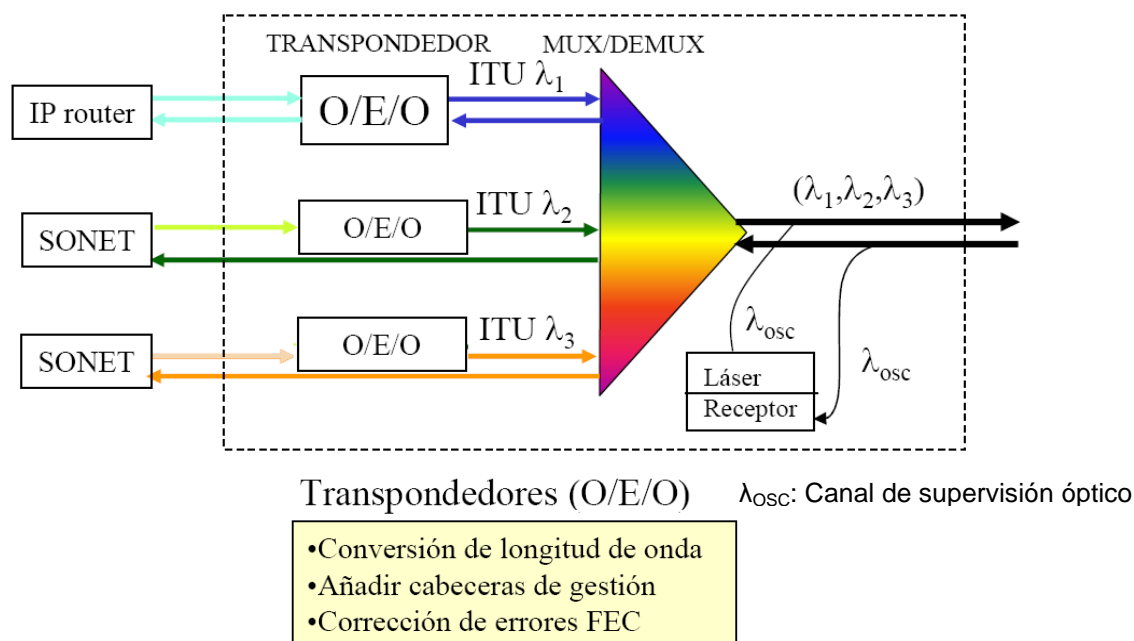 TRANSPONDEDOR
MUX/DEMUX
IP router
O/E/O
ITU λ1
SONET
O/E/O
ITU λ2
(λ1,λ2,λ3)
SONET
O/E/O
ITU λ3
λosc
λosc
Láser
Receptor
Transpondedores (O/E/O)
λOSC: Canal de supervisión óptico
•Conversión de longitud de onda
•Añadir cabeceras de gestión
•Corrección de errores FEC